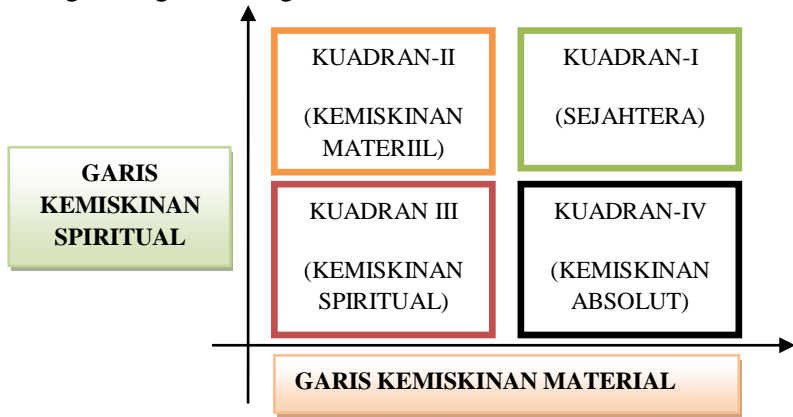 KUADRAN-II
(KEMISKINAN
MATERIIL)
KUADRAN-I
(SEJAHTERA)
GARIS
KEMISKINAN
SPIRITUAL
KUADRAN III
(KEMISKINAN
SPIRITUAL)
KUADRAN-IV
(KEMISKINAN
ABSOLUT)
GARIS KEMISKINAN MATERIAL